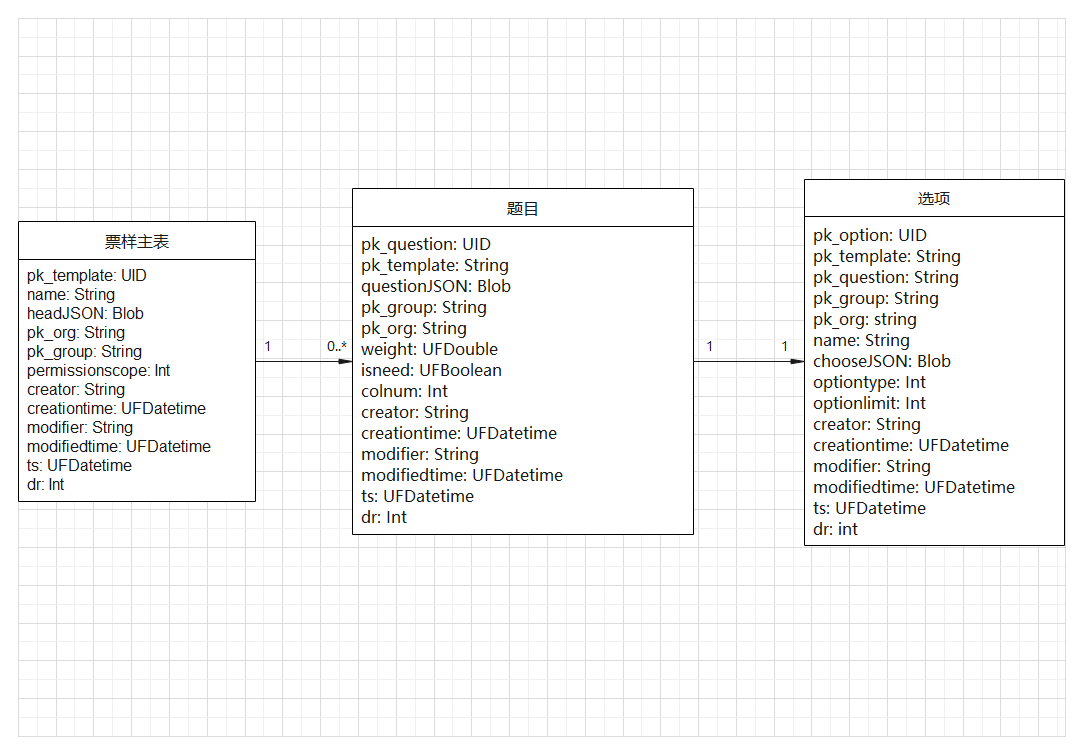 票样主表
pk_template: UID
name: String
headJSON: Blob
pk_org: String
pk_group: String
permissionscope: Int
creator: String
creationtime: UFDatetime
modifier: String
modifiedtime: UFDatetime
ts: UFDatetime
dr: Int
1
0..*
题目
pk_question: UID
pk_template: String
questionJSON: Blob
pk_group: String
pk_org: String
weight: UFDouble
isneed: UFBoolean
colnum: Int
creator: String
creationtime: UFDatetime
modifier: String
modifiedtime: UFDatetime
ts: UFDatetime
dr: Int
1
1
选项
pk_option: UID
pk_template: String
pk_question: String
pk_group: String
pk_org: string
name: String
chooseJSON: Blob
optiontype: Int
optionlimit: Int
creator: String
creationtime: UFDatetime
modifier: String
modifiedtime: UFDatetime
ts: UFDatetime
dr: int